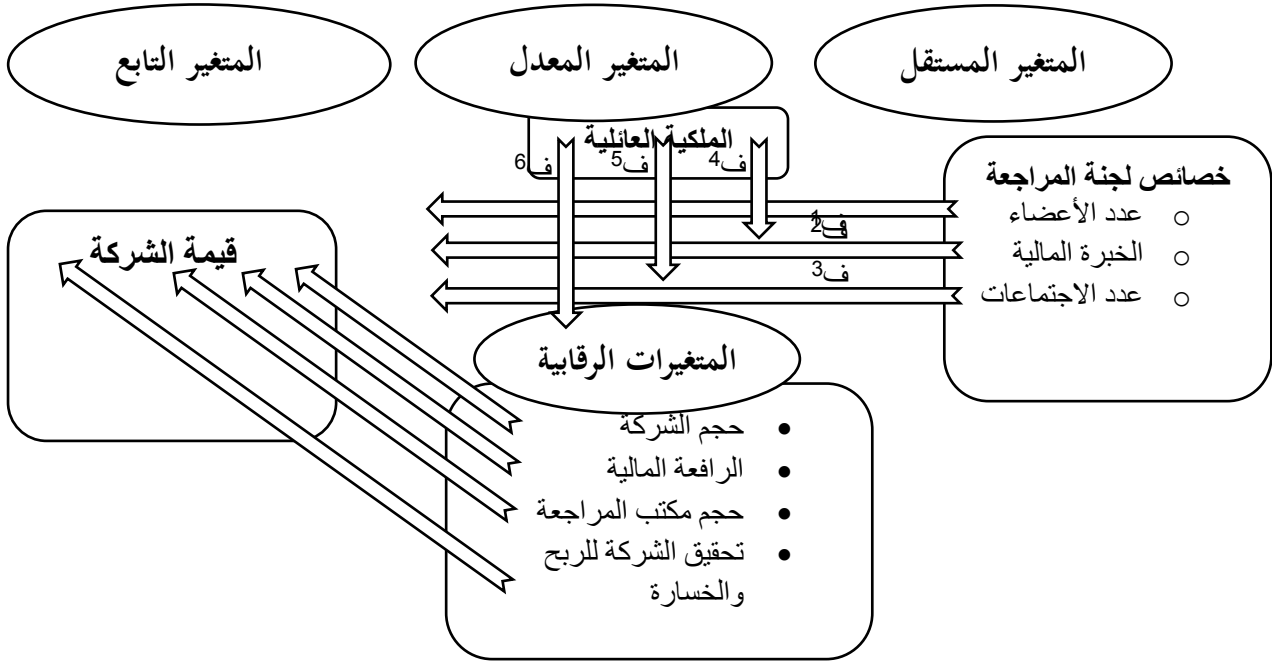 المتغير المستقل
المتغير المعدل
المتغير التابع
الملكية العائلية
ف4
ف5
ف6
خصائص لجنة المراجعة
عدد الأعضاء
الخبرة المالية
عدد الاجتماعات
ف1
ف2
ف3
قيمة الشركة
المتغيرات الرقابية
حجم الشركة
الرافعة المالية
حجم مكتب المراجعة
تحقيق الشركة للربح
والخسارة